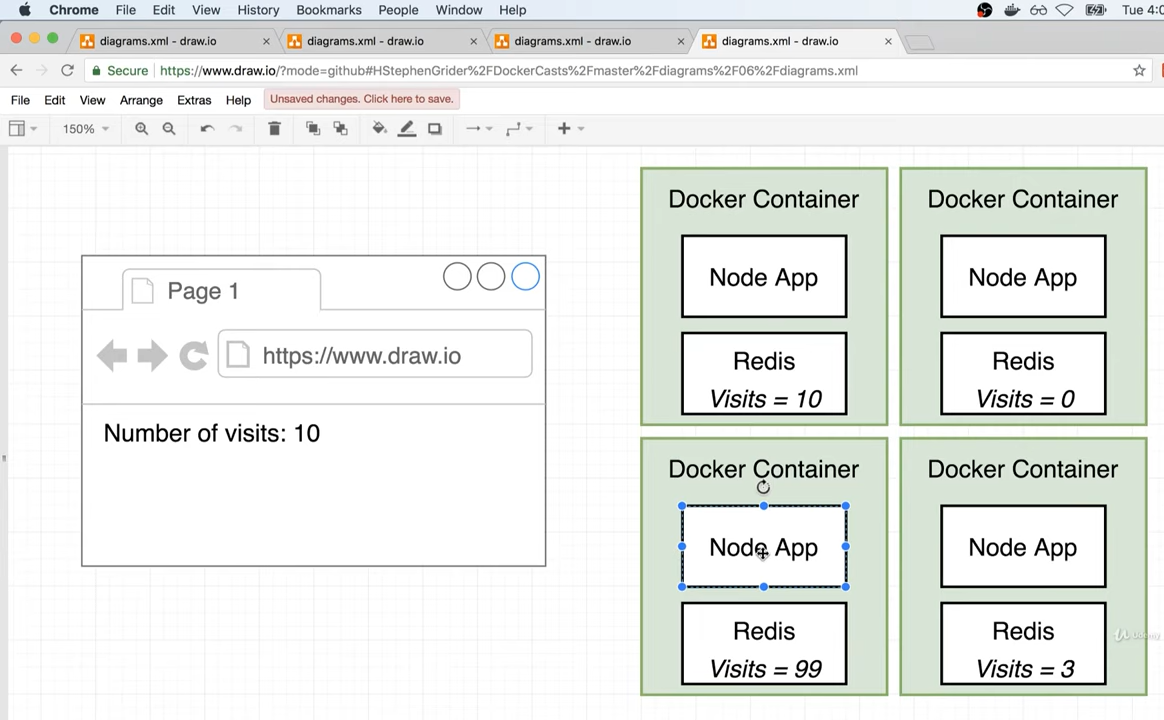 Chrome File Edit View History Bookmarks People Window Help Tue 4:0
diagrams.xml - draw.io
diagrams.xml - draw.io
diagrams.xml - draw.io
diagrams.xml - draw.io
Secure https://www.draw.io/?mode=github#HStephenGrider%2FDockerCasts%2Fmaster%2Fdiagrams%2F06%2Fdiagrams.xml
File Edit View Arrange Extras Help Unsaved changes. Click here to save.
150%
Page 1
https://www.draw.io
Number of visits: 10
Docker Container
Node App
Redis
Visits = 10
Docker Container
Node App
Redis
Visits = 0
Docker Container
Node App
Redis
Visits = 99
Docker Container
Node App
Redis
Visits = 3
Udemy